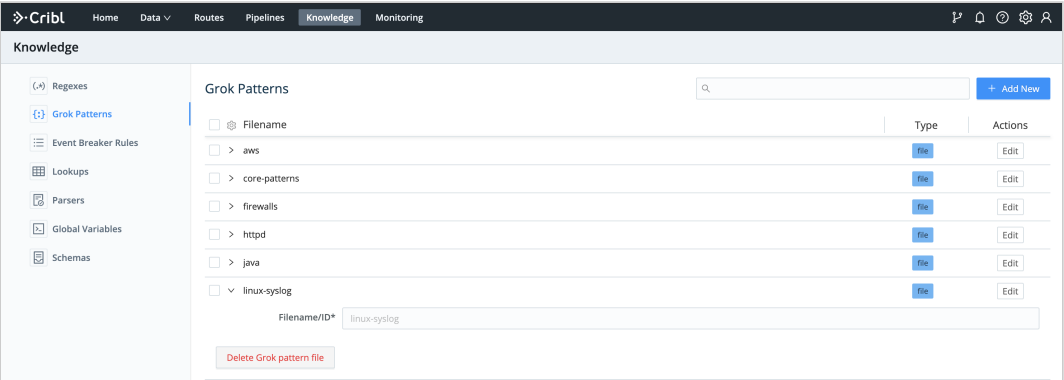 Cribl Home Data Routes Pipelines Knowledge Monitoring
Knowledge
(.*) Regexes
{:} Grok Patterns
Event Breaker Rules
Lookups
Parsers
Global Variables
Schemas
Grok Patterns + Add New
Filename Type Actions
aws file Edit
core-patterns file Edit
firewalls file Edit
httpd file Edit
java file Edit
linux-syslog file Edit
Filename/ID* linux-syslog
Delete Grok pattern file